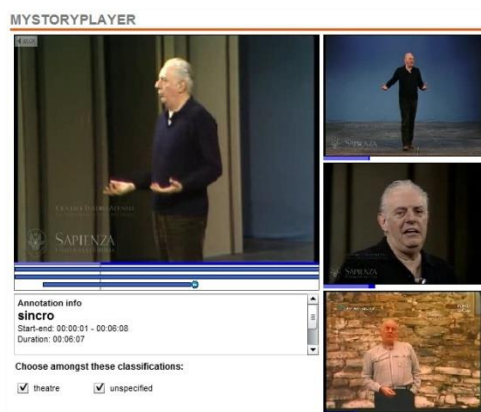 MYSTORYPLAYER
SAPIENZA
SAPIENZA
SAPIENZA
Annotation info
sincro
Start-end: 00:00:01 - 00:06:08
Duration: 00:06:07
Choose amongst these classifications:
theatre
unspecified